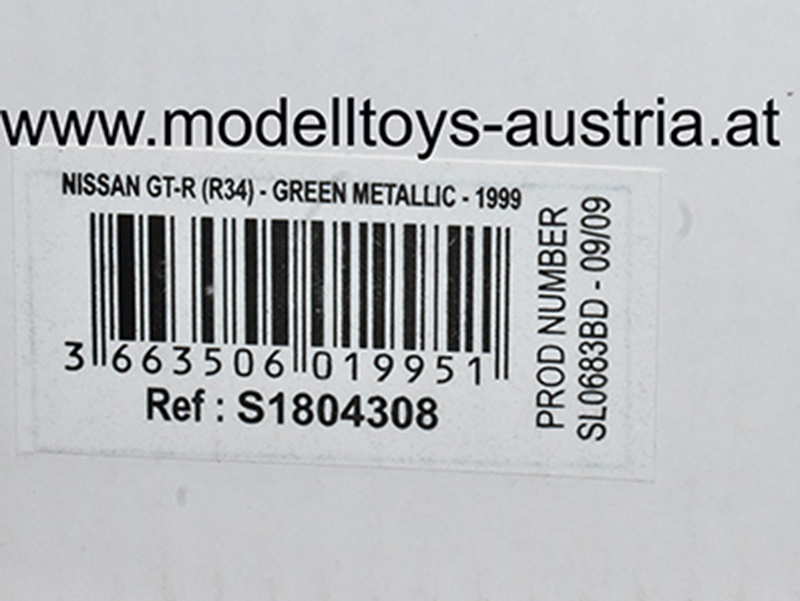 www.modelltoys-austria.at
NISSAN GT-R (R34) - GREEN METALLIC - 1999
3 663506 019951
Ref : S1804308
PROD NUMBER
SL0683BD - 09/09